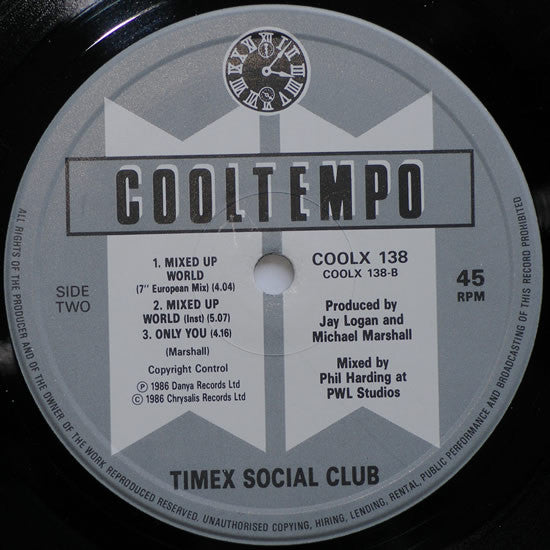 COOLTEMPO
1. MIXED UP
WORLD
(7" European Mix) (4.04)
2. MIXED UP
WORLD (Inst) (5.07)
3. ONLY YOU (4.16)
(Marshall)
Copyright Control
Ⓟ 1986 Danya Records Ltd
© 1986 Chrysalis Records Ltd
SIDE
TWO
COOLX 138
COOLX 138-B
45
RPM
Produced by
Jay Logan and
Michael Marshall
Mixed by
Phil Harding at
PWL Studios
TIMEX SOCIAL CLUB
ALL RIGHTS OF THE PRODUCER AND OF THE OWNER OF THE WORK REPRODUCED RESERVED. UNAUTHORISED COPYING, HIRING, LENDING, RENTAL, PUBLIC PERFORMANCE AND BROADCASTING OF THIS RECORD PROHIBITED